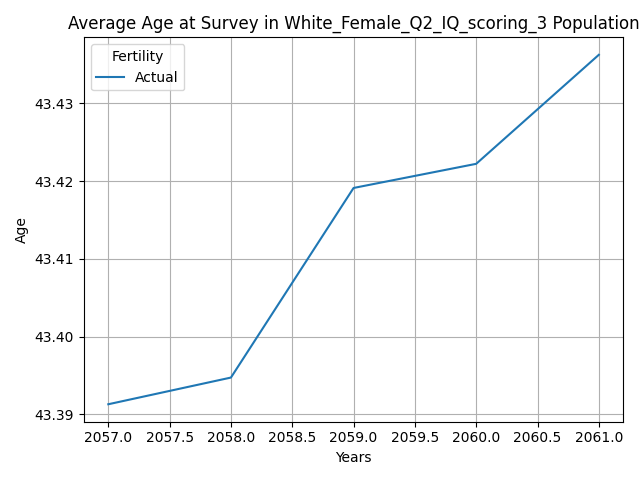 Average Age at Survey in White_Female_Q2_IQ_scoring_3 Population
Fertility
Actual
43.43
43.42
43.41
43.40
43.39
Age
2057.0 2057.5 2058.0 2058.5 2059.0 2059.5 2060.0 2060.5 2061.0
Years